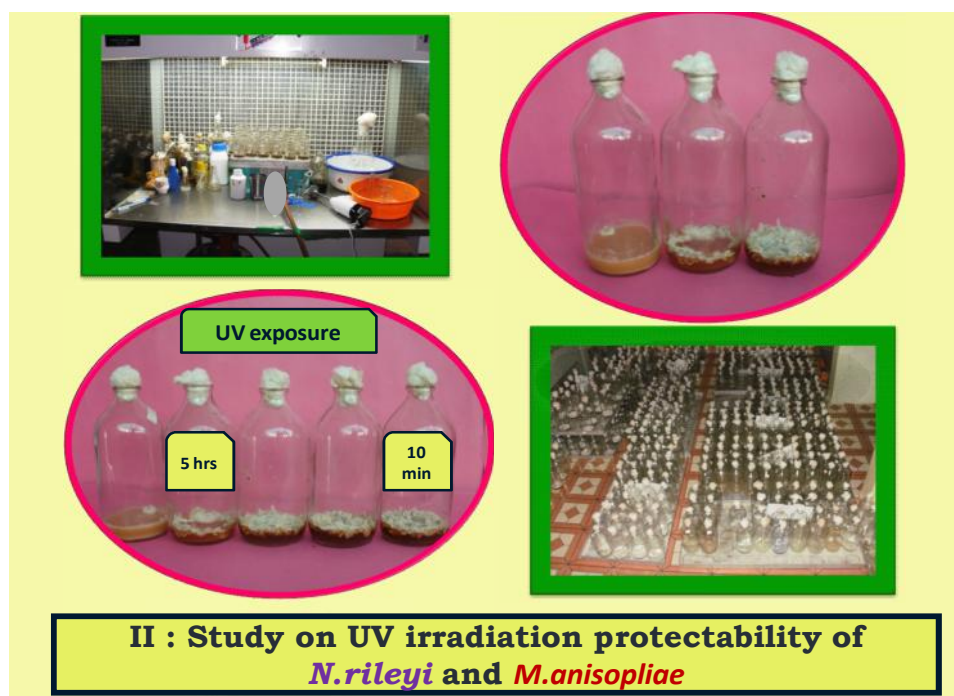 UV exposure
5 hrs
10
min
II : Study on UV irradiation protectability of
N.rileyi and M.anisopliae